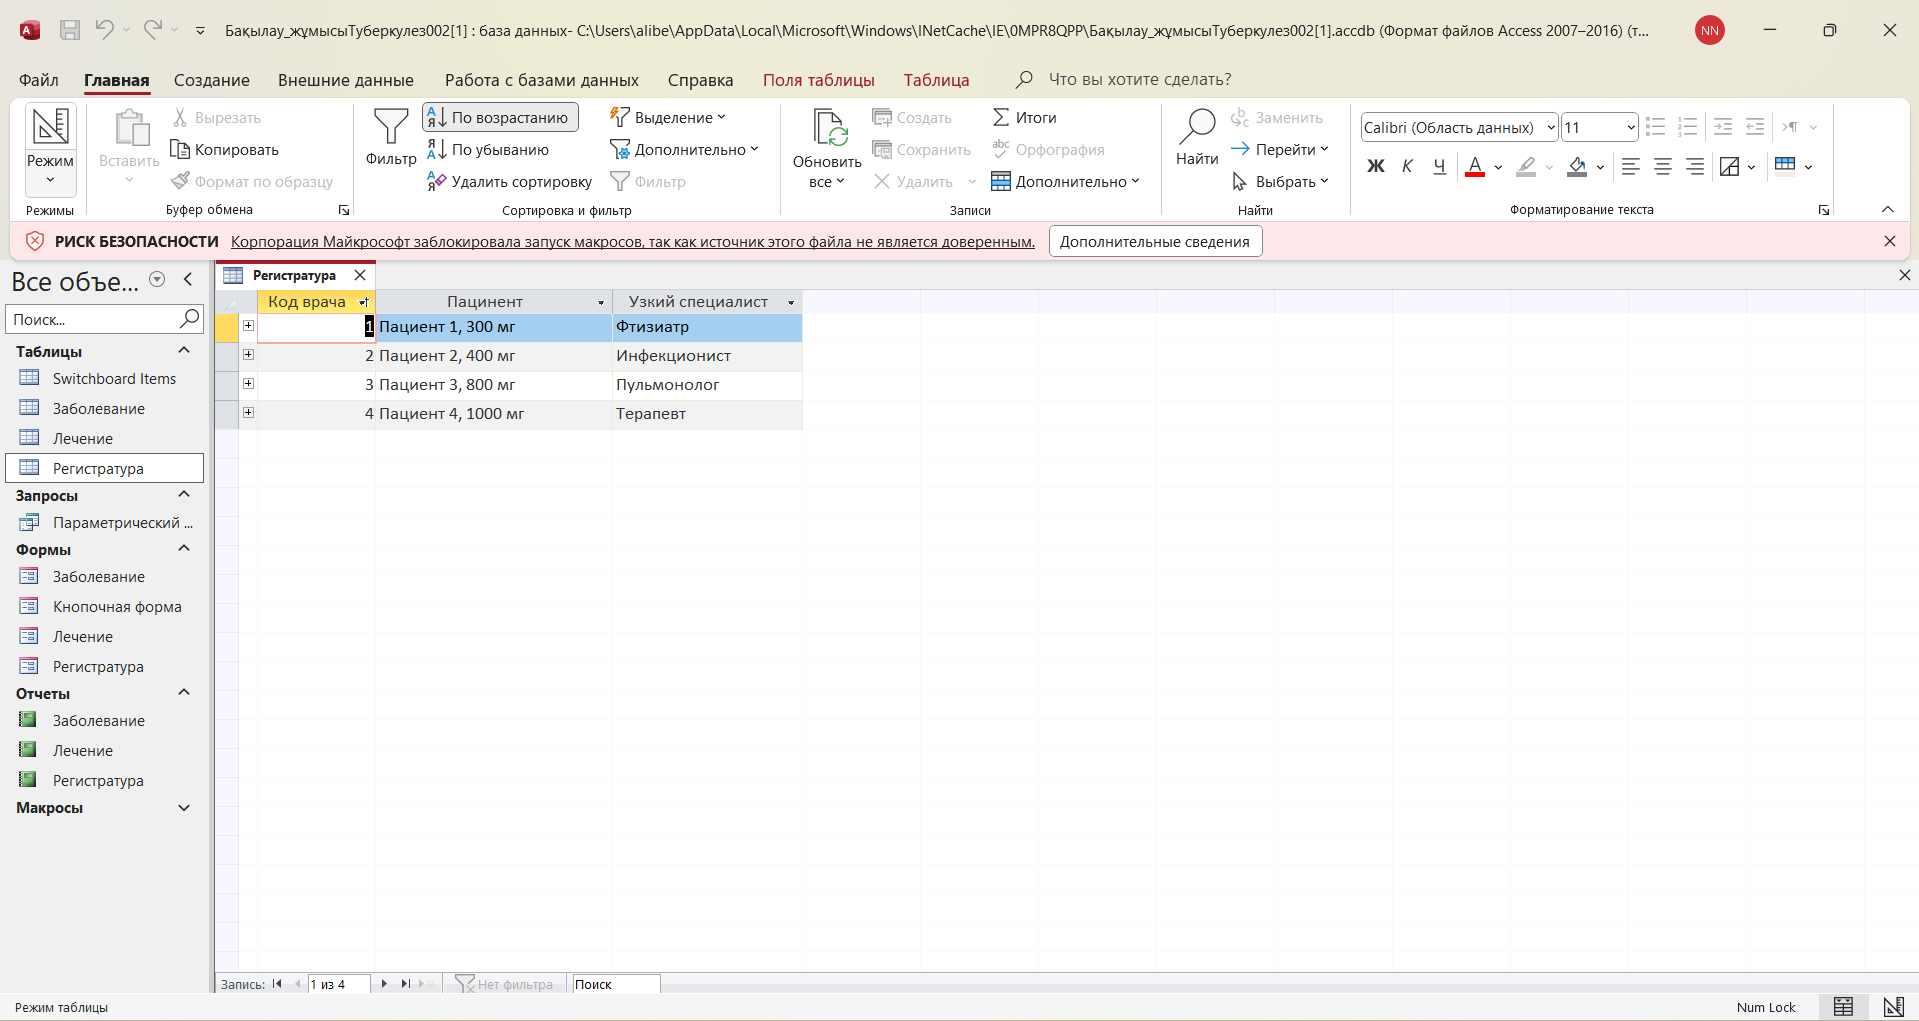 Бақылау_жұмысыТуберкулез002[1] : база данных- C:\Users\alibe\AppData\Local\Microsoft\Windows\INetCache\IE\0MPR8QPP\Бақылау_жұмысыТуберкулез002[1].accdb (Формат файлов Access 2007–2016) (т...
NN
Файл Главная Создание Внешние данные Работа с базами данных Справка Поля таблицы Таблица Что вы хотите сделать?
Режим
Режимы
Вставить
Вырезать
Копировать
Формат по образцу
Буфер обмена
Фильтр
По возрастанию
По убыванию
Удалить сортировку
Выделение
Дополнительно
Фильтр
Сортировка и фильтр
Обновить
все
Создать
Сохранить
Удалить
Итоги
Орфография
Дополнительно
Записи
Найти
Заменить
Перейти
Выбрать
Найти
Calibri (Область данных) 11
Ж К Ч А
Форматирование текста
РИСК БЕЗОПАСНОСТИ Корпорация Майкрософт заблокировала запуск макросов, так как источник этого файла не является доверенным. Дополнительные сведения
Все объе...
Поиск...
Таблицы
Switchboard Items
Заболевание
Лечение
Регистратура
Запросы
Параметрический ...
Формы
Заболевание
Кнопочная форма
Лечение
Регистратура
Отчеты
Заболевание
Лечение
Регистратура
Макросы
Регистратура
Код врача Пацинент Узкий специалист
1 Пациент 1, 300 мг Фтизиатр
2 Пациент 2, 400 мг Инфекционист
3 Пациент 3, 800 мг Пульмонолог
4 Пациент 4, 1000 мг Терапевт
Запись: 1 из 4 Нет фильтра Поиск
Режим таблицы Num Lock